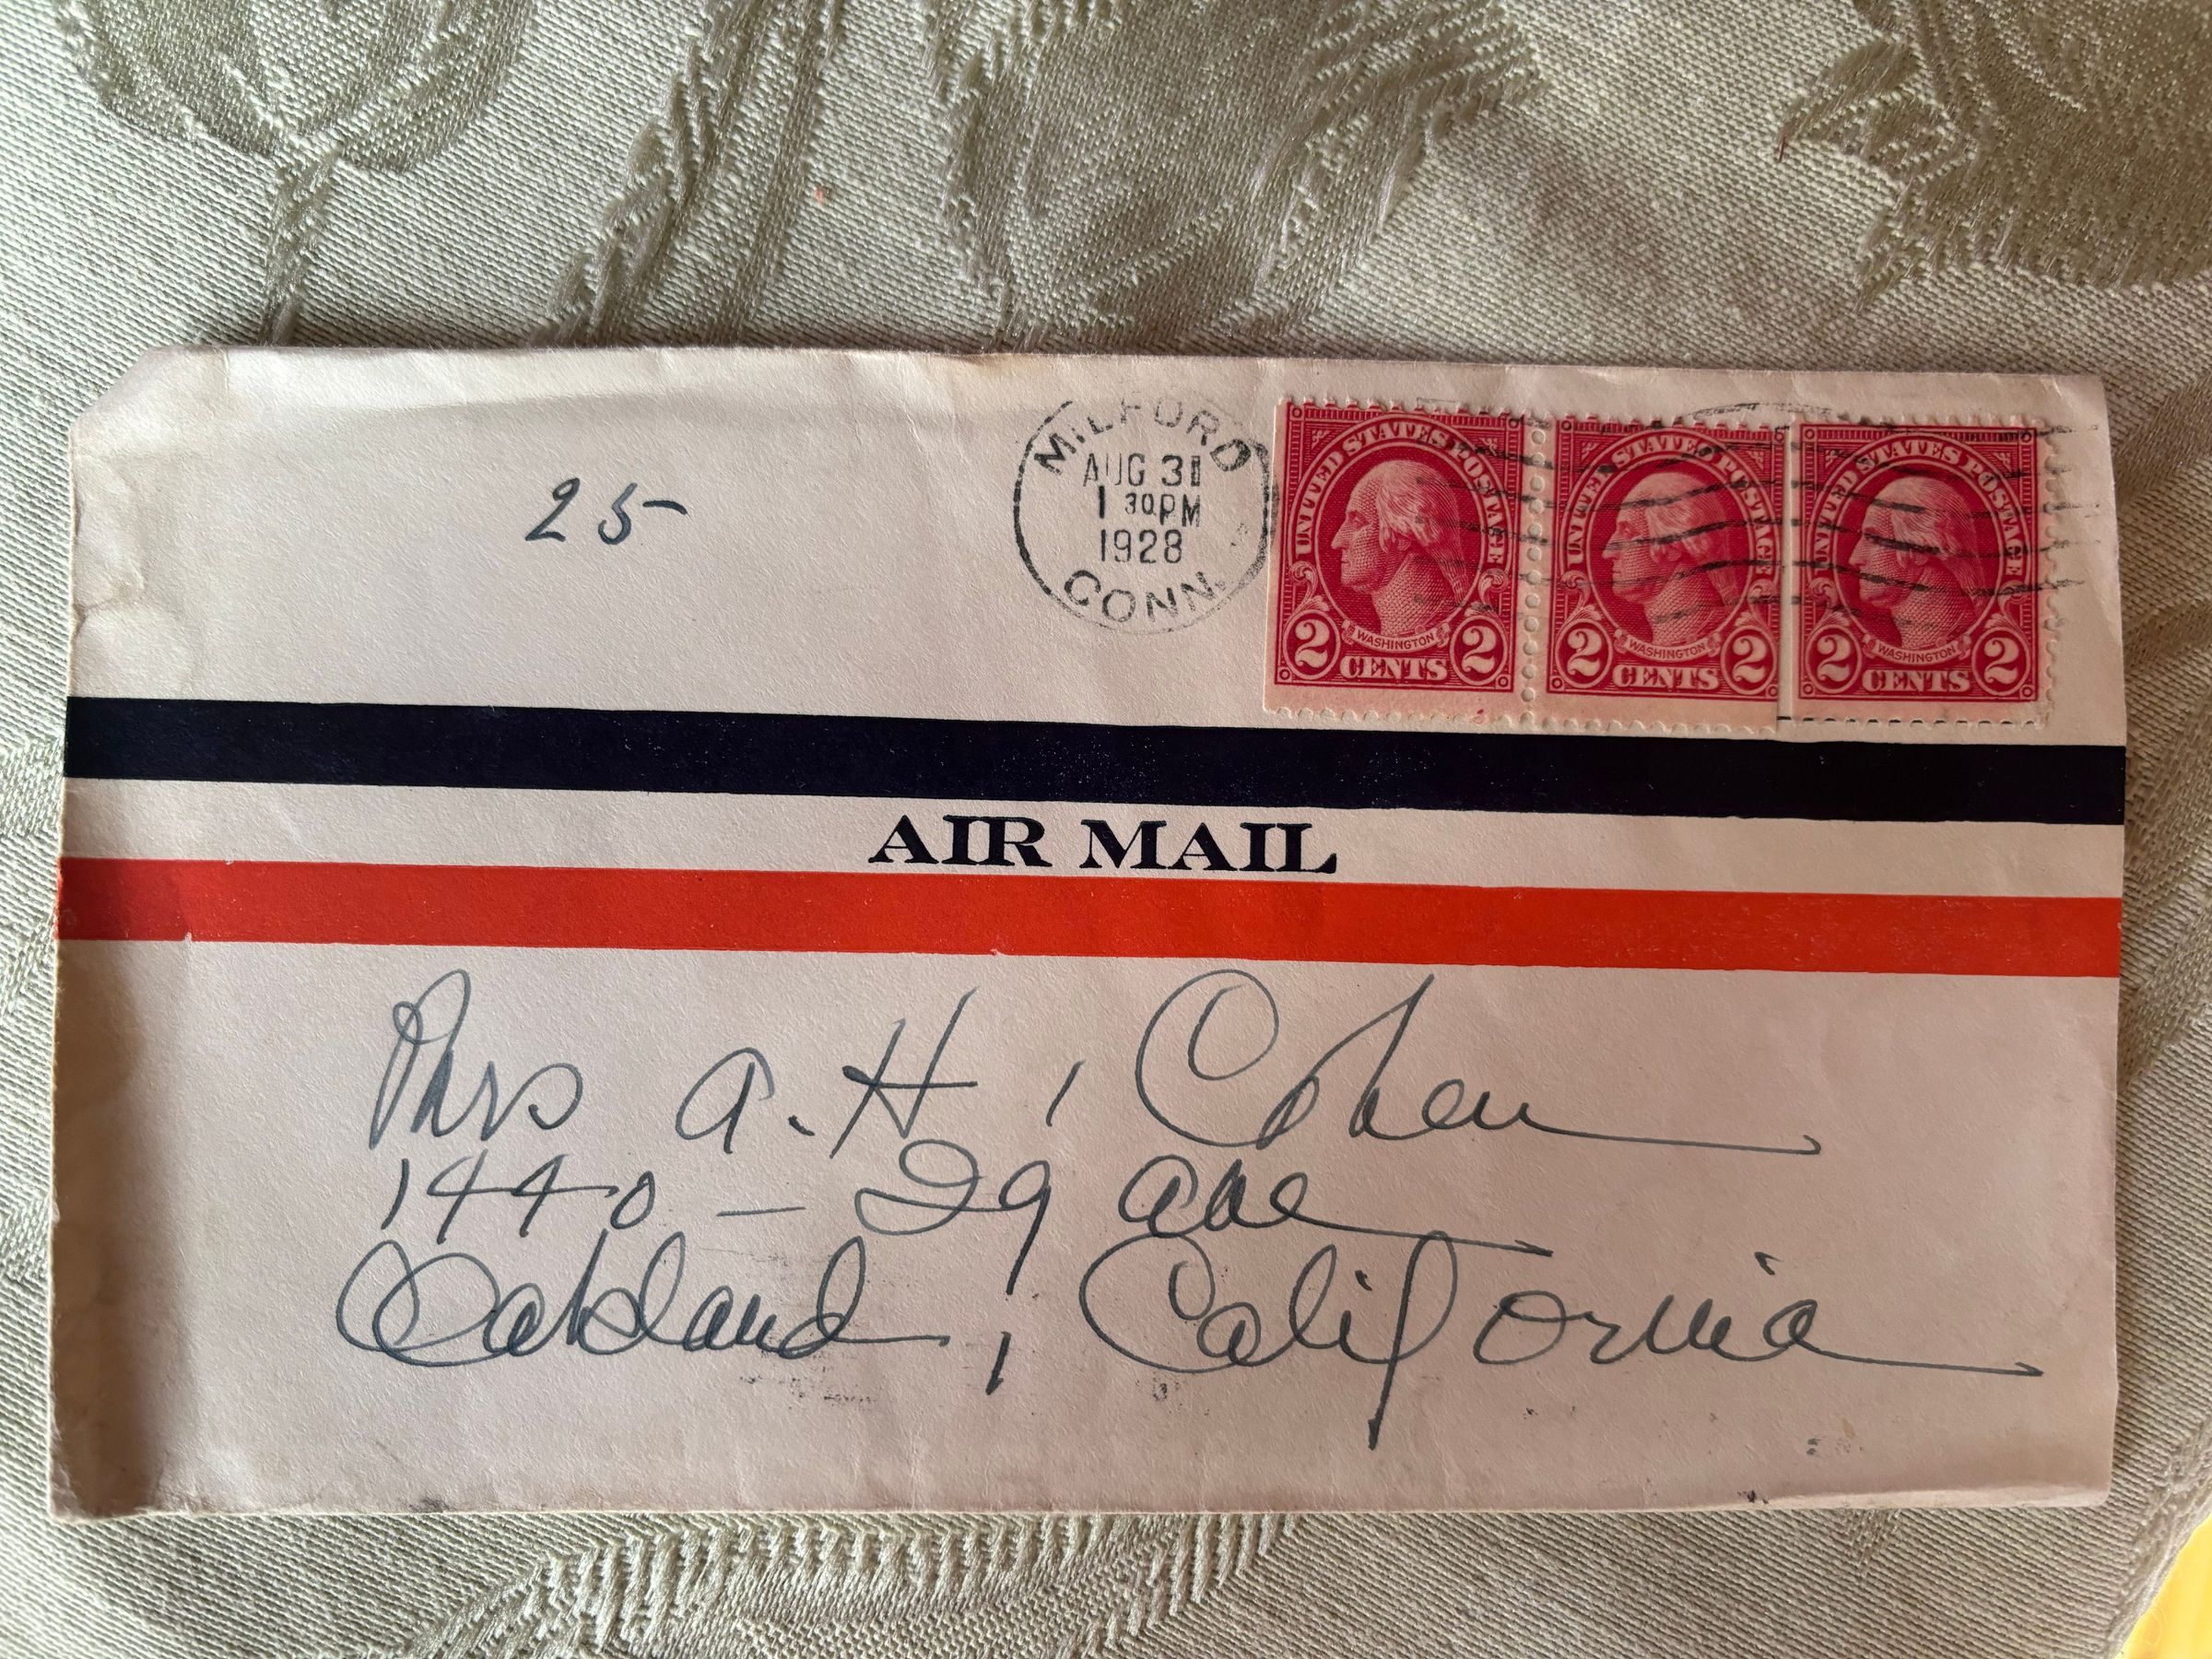 25-
MILFORD
AUG 31
1 30PM
1928
CONN.
UNITED STATES POSTAGE
WASHINGTON
2 CENTS 2
UNITED STATES POSTAGE
WASHINGTON
2 CENTS 2
UNITED STATES POSTAGE
WASHINGTON
2 CENTS 2
AIR MAIL
Mrs A. H. Cohen
1440 - 29 Ave
Oakland, California